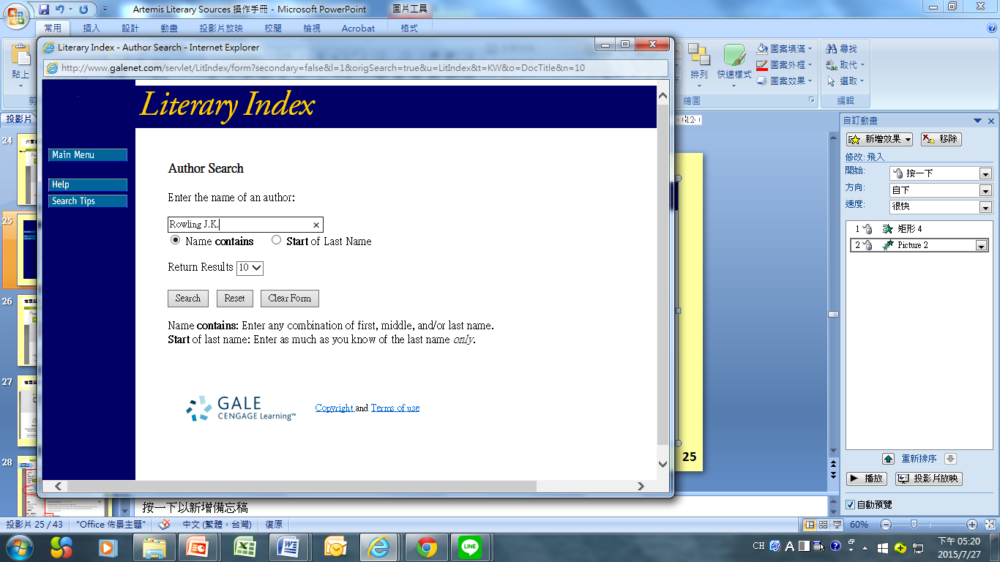 Artemis Literary Sources 操作手冊 - Microsoft PowerPoint
圖片工具
常用 插入 設計 動畫 投影片放映 校閱 檢視 Acrobat 格式
貼上
排列
快速樣式
圖案填滿
圖案外框
圖案效果
尋找
取代
選取
繪圖
編輯
Literary Index - Author Search - Internet Explorer
http://www.galenet.com/servlet/LitIndex/form?secondary=false&l=1&origSearch=true&u=LitIndex&t=KW&o=DocTitle&n=10
Literary Index
Main Menu
Help
Search Tips
Author Search
Enter the name of an author:
Rowling J.K.
Name contains Start of Last Name
Return Results 10
Search Reset Clear Form
Name contains: Enter any combination of first, middle, and/or last name.
Start of last name: Enter as much as you know of the last name only.
GALE
CENGAGE Learning™
Copyright and Terms of use
投影片
24
25
26
27
28
12
25
自訂動畫
新增效果 移除
修改: 飛入
開始: 按一下
方向: 自下
速度: 很快
1 矩形 4
2 Picture 2
重新排序
播放 投影片放映
自動預覽
按一下以新增備忘稿
投影片 25 / 43 "Office 佈景主題" 中文 (繁體，台灣) 復原 60%
LINE
CH A
下午 05:20
2015/7/27